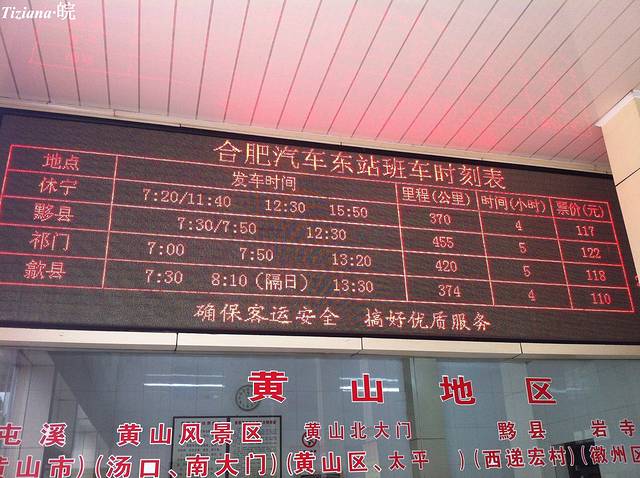 Tiziana·皖
合肥汽车东站班车时刻表
地点 发车时间 里程(公里) 时间(小时) 票价(元)
休宁 7:20/11:40 12:30 15:50 370 4 117
黟县 7:30/7:50 12:30 455 5 122
祁门 7:00 7:50 13:20 420 5 118
歙县 7:30 8:10(隔日) 13:30 374 4 110
确保客运安全 搞好优质服务
黄山地区
屯溪 黄山风景区 黄山北大门 黟县 岩寺
山市)(汤口、南大门)(黄山区、太平 )(西递宏村)(徽州区